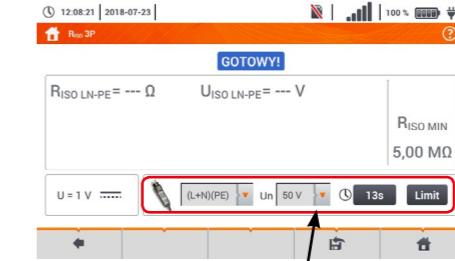 12:08:21 2018-07-23 100 %
RISO 3P ?
GOTOWY!
RISO LN-PE= --- Ω UISO LN-PE= --- V
RISO MIN
5,00 MΩ
U = 1 V (L+N)(PE) Un 50 V 13s Limit